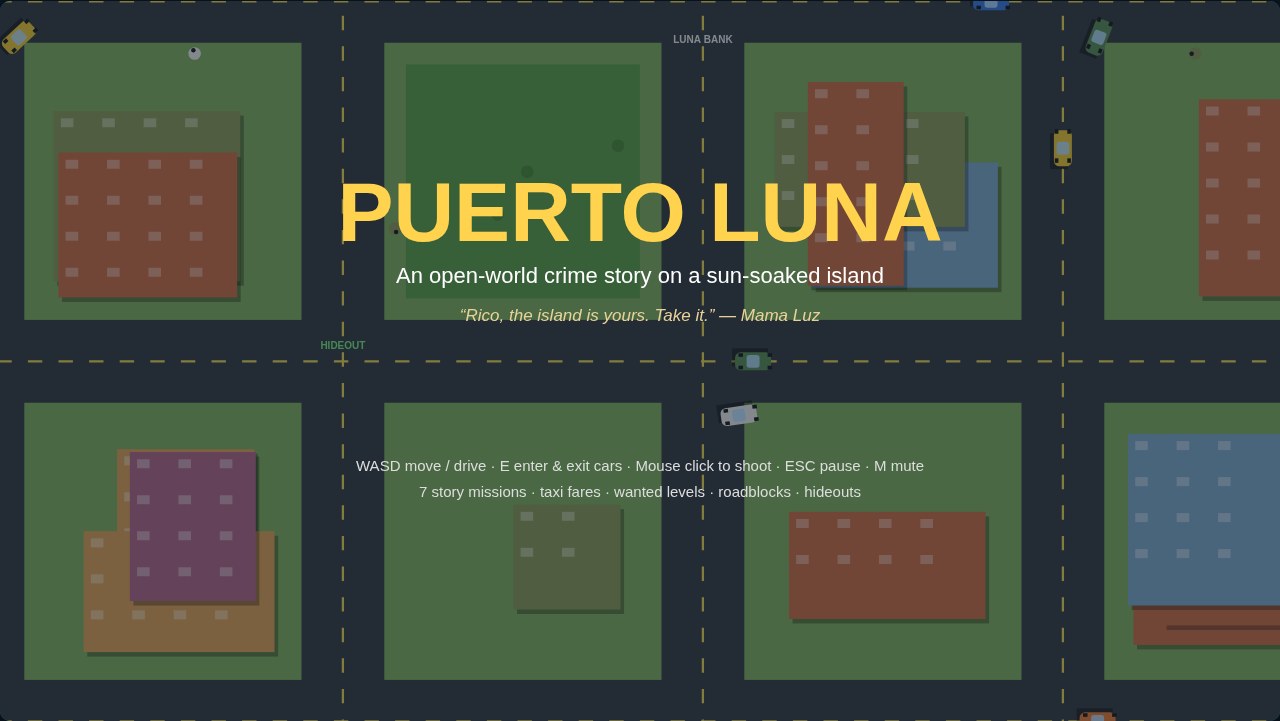 LUNA BANK
PUERTO LUNA
An open-world crime story on a sun-soaked island
“Rico, the island is yours. Take it.” — Mama Luz
HIDEOUT
WASD move / drive · E enter & exit cars · Mouse click to shoot · ESC pause · M mute
7 story missions · taxi fares · wanted levels · roadblocks · hideouts